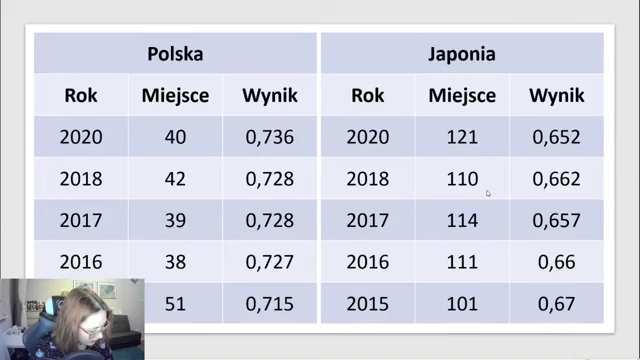 Polska Japonia
Rok Miejsce Wynik Rok Miejsce Wynik
2020 40 0,736 2020 121 0,652
2018 42 0,728 2018 110 0,662
2017 39 0,728 2017 114 0,657
2016 38 0,727 2016 111 0,66
51 0,715 2015 101 0,67